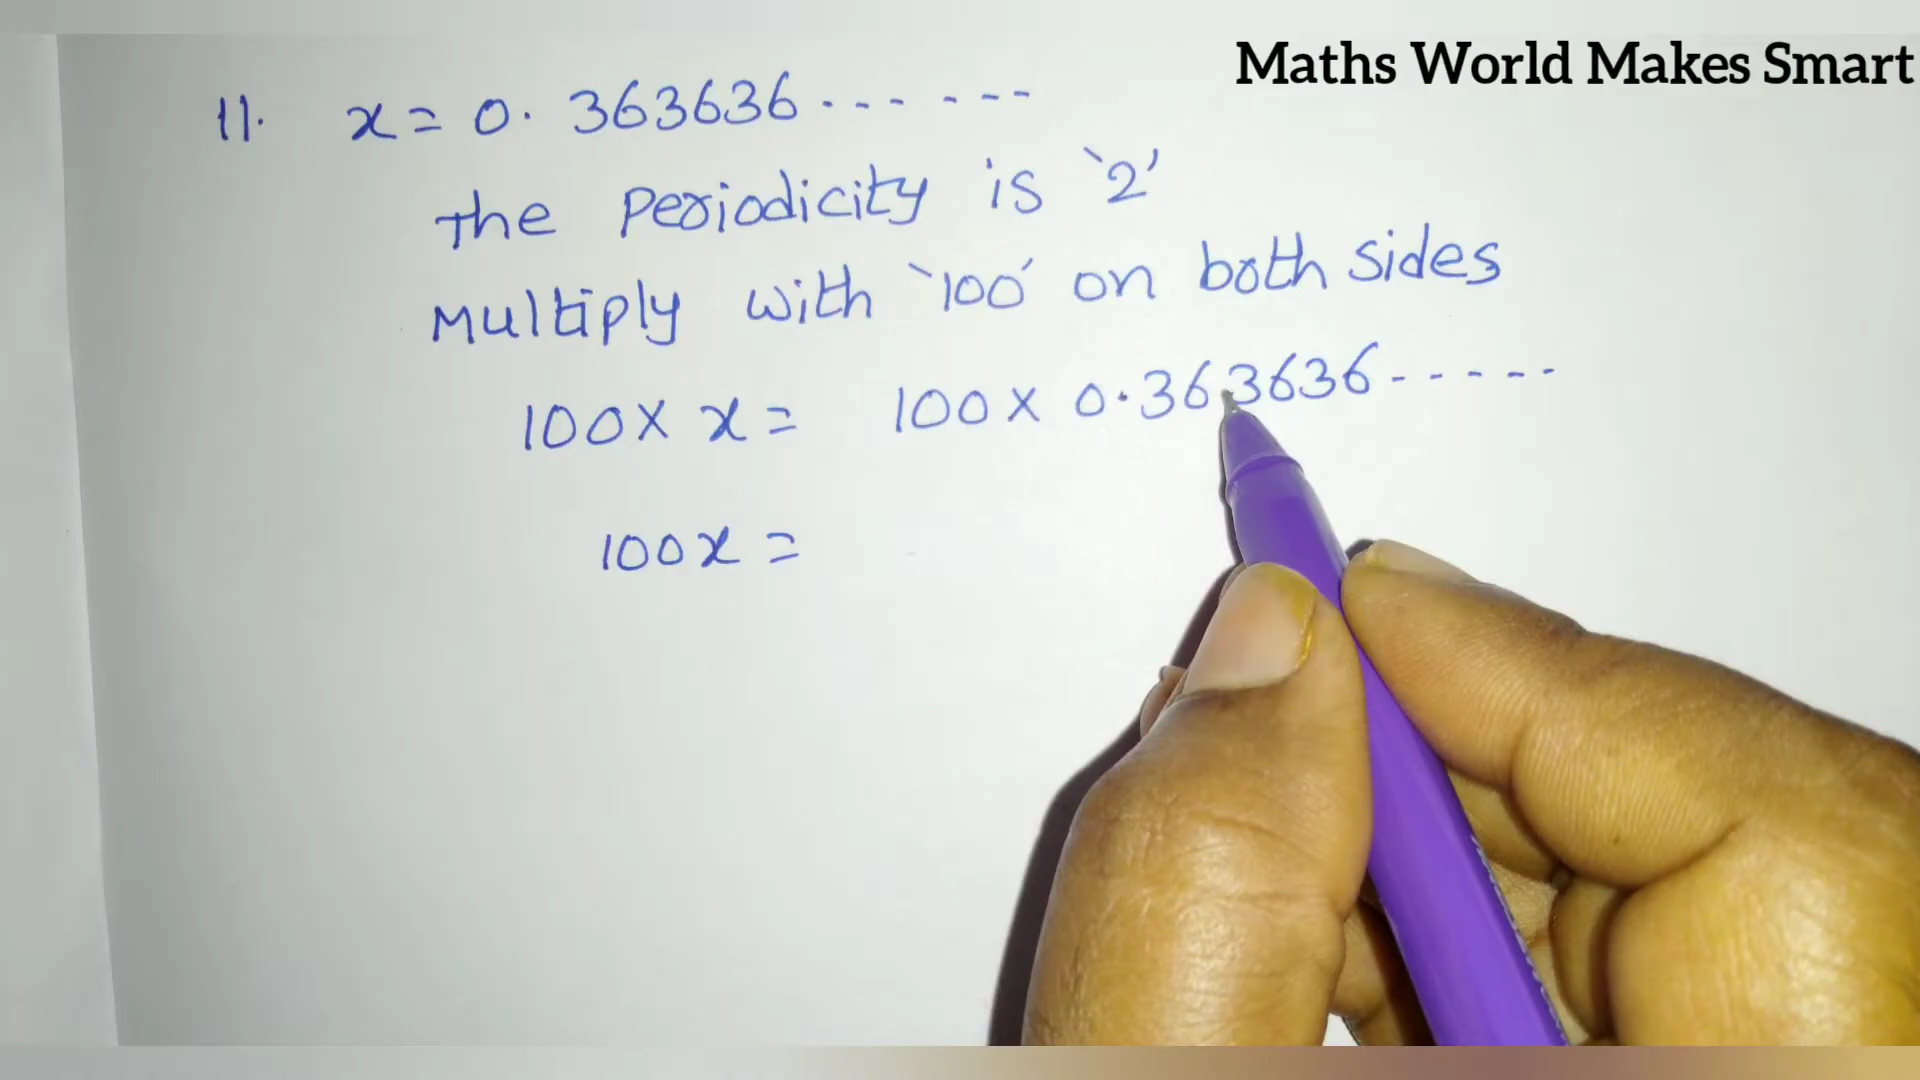 Maths World Makes Smart
11. x = 0.363636.--- ---
the Periodicity is `2'
Multiply with `100' on both sides
100 × x = 100 × 0.363636-----
100x =